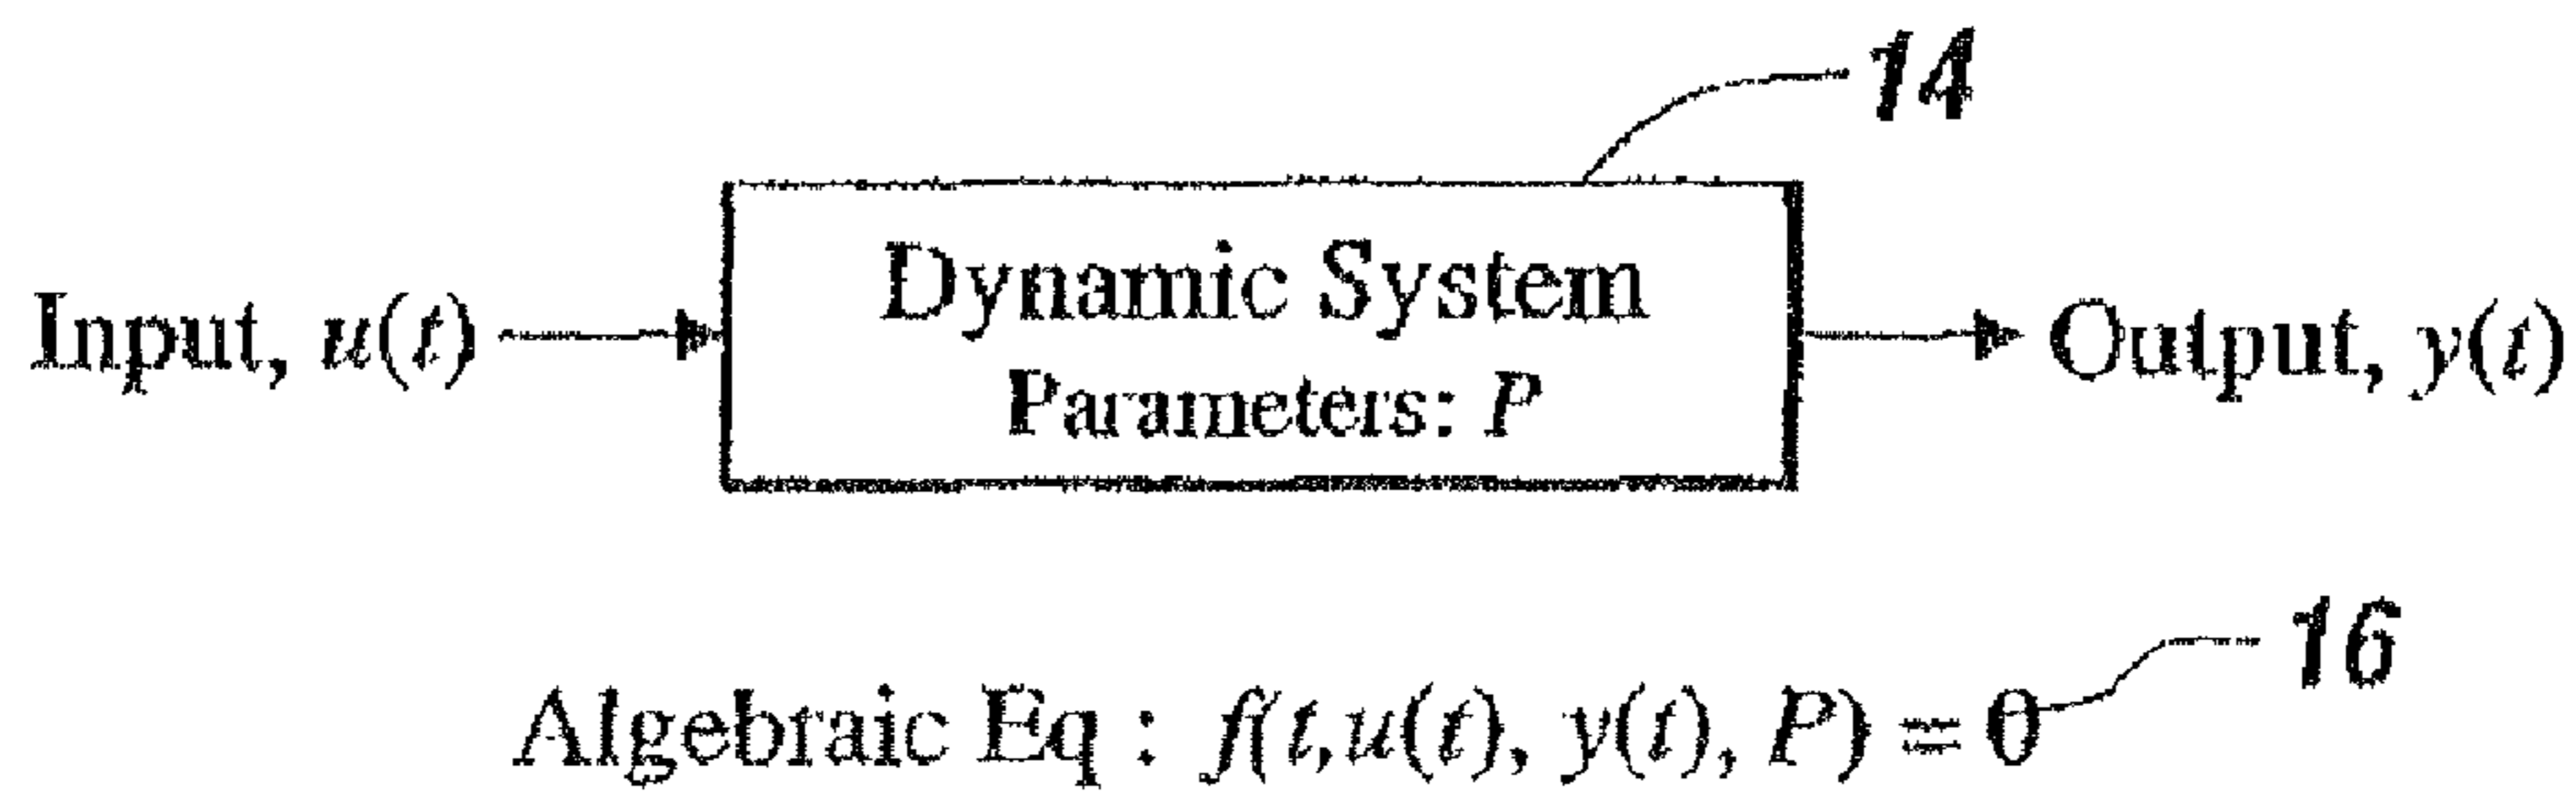 14
Dynamic System
Input, u(t)
Output, y(t)
Parameters: P
16
Algebraic Eq : f(t,u(t), y(t), P) = 0